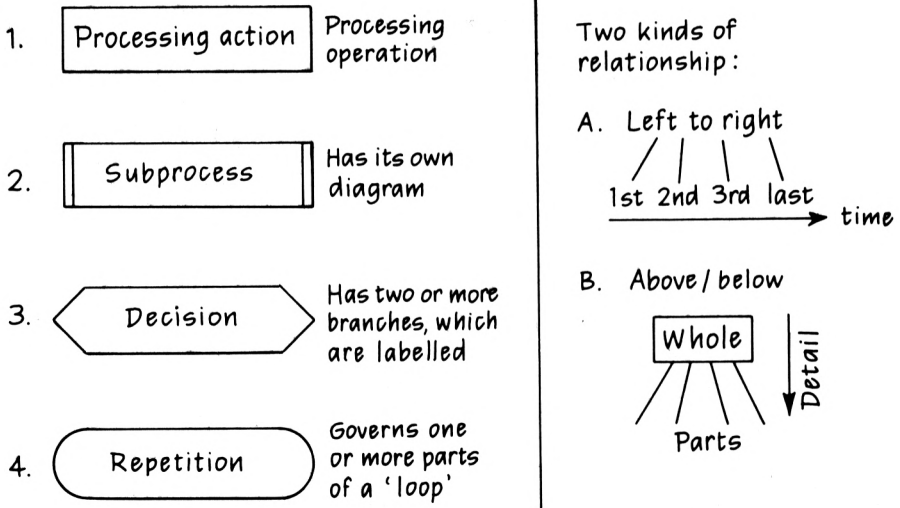 1.
Processing action
Processing
operation
2.
Subprocess
Has its own
diagram
3.
Decision
Has two or more
branches, which
are labelled
4.
Repetition
Governs one
or more parts
of a 'loop'
Two kinds of
relationship:
A. Left to right
1st 2nd 3rd last
time
B. Above / below
Whole
Detail
Parts